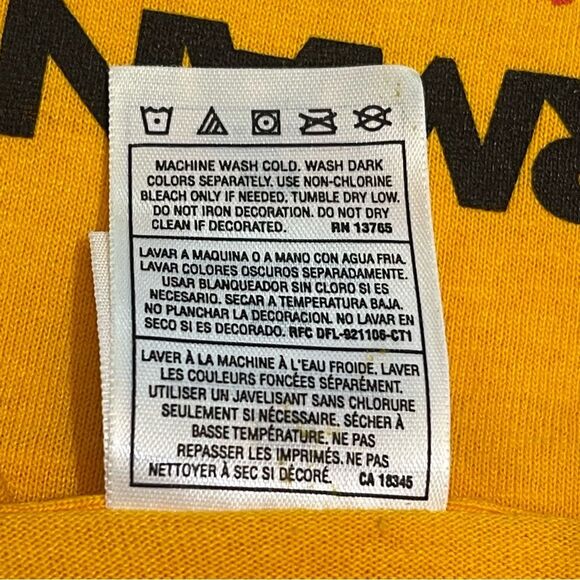 MACHINE WASH COLD. WASH DARK
COLORS SEPARATELY. USE NON-CHLORINE
BLEACH ONLY IF NEEDED. TUMBLE DRY LOW.
DO NOT IRON DECORATION. DO NOT DRY
CLEAN IF DECORATED. RN 13765
LAVAR A MAQUINA O A MANO CON AGUA FRIA.
LAVAR COLORES OSCUROS SEPARADAMENTE.
USAR BLANQUEADOR SIN CLORO SI ES
NECESARIO. SECAR A TEMPERATURA BAJA.
NO PLANCHAR LA DECORACION. NO LAVAR EN
SECO SI ES DECORADO. RFC DFL-921106-CT1
LAVER À LA MACHINE À L'EAU FROIDE. LAVER
LES COULEURS FONCÉES SÉPARÉMENT.
UTILISER UN JAVELISANT SANS CHLORURE
SEULEMENT SI NÉCESSAIRE. SÉCHER À
BASSE TEMPÉRATURE. NE PAS
REPASSER LES IMPRIMÉS. NE PAS
NETTOYER À SEC SI DÉCORÉ. CA 18345